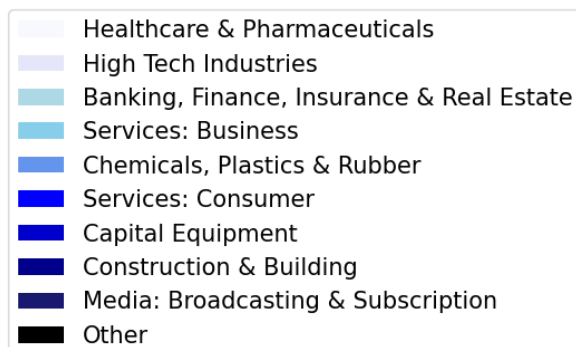 Healthcare & Pharmaceuticals
High Tech Industries
Banking, Finance, Insurance & Real Estate
Services: Business
Chemicals, Plastics & Rubber
Services: Consumer
Capital Equipment
Construction & Building
Media: Broadcasting & Subscription
Other